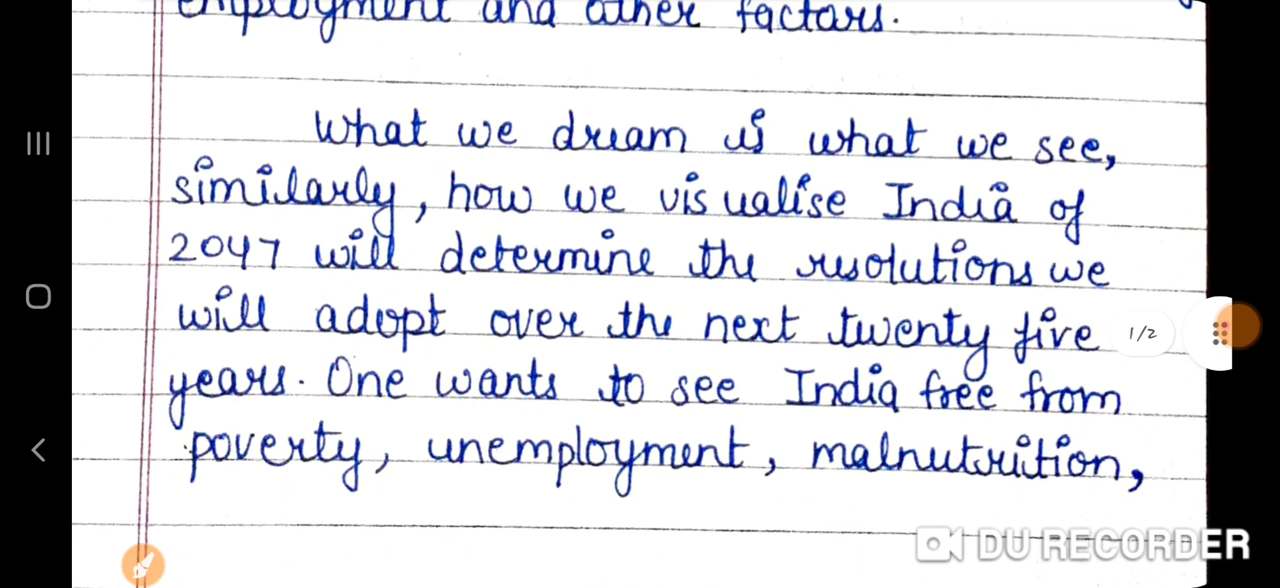 employment and other factors.
What we dream is what we see,
similarly, how we visualise India of
2047 will determine the resolutions we
will adopt over the next twenty five
1/2
years. One wants to see India free from
poverty, unemployment, malnutrition,
DU RECORDER